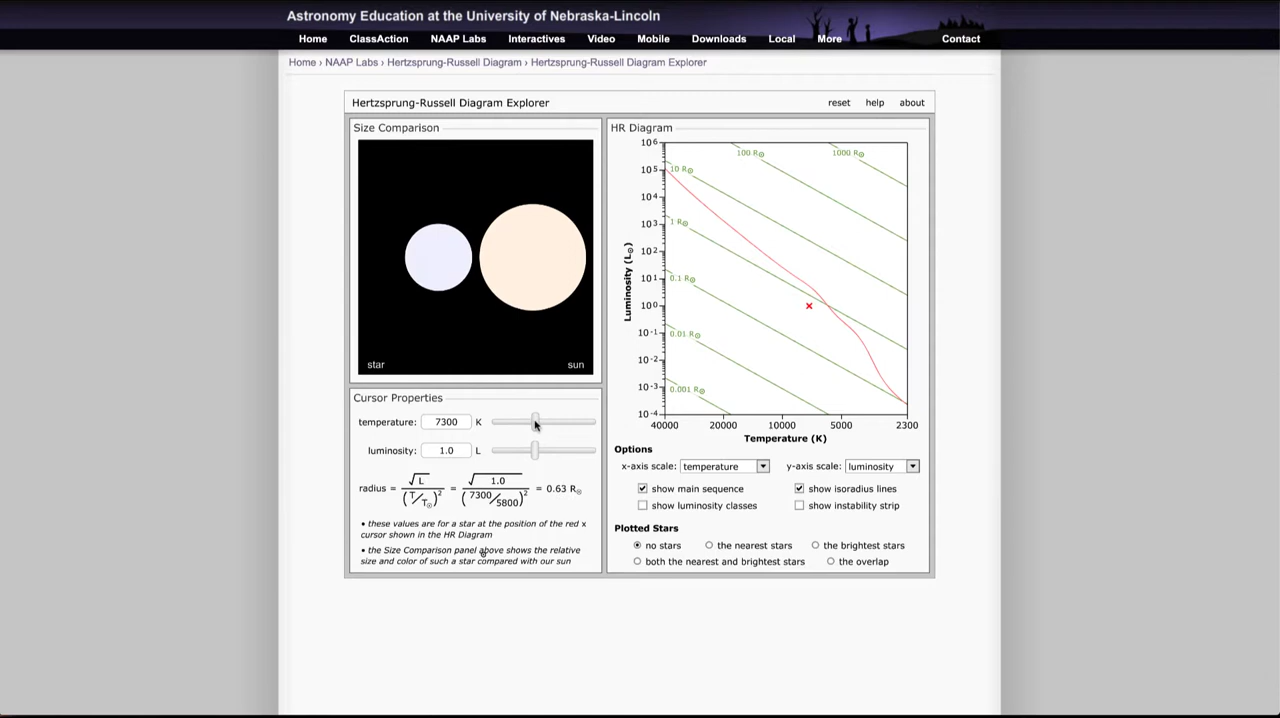 Astronomy Education at the University of Nebraska-Lincoln
Home ClassAction NAAP Labs Interactives Video Mobile Downloads Local More Contact
Home › NAAP Labs › Hertzsprung-Russell Diagram › Hertzsprung-Russell Diagram Explorer
Hertzsprung-Russell Diagram Explorer reset help about
Size Comparison
star sun
Cursor Properties
temperature: 7300 K
luminosity: 1.0 L
radius = √L / (T/T⊙)² = √1.0 / (7300/5800)² = 0.63 R⊙
• these values are for a star at the position of the red x
cursor shown in the HR Diagram
• the Size Comparison panel above shows the relative
size and color of such a star compared with our sun
HR Diagram
Luminosity (L⊙)
10⁶
10⁵
10⁴
10³
10²
10¹
10⁰
10⁻¹
10⁻²
10⁻³
10⁻⁴
100 R⊙ 1000 R⊙
10 R⊙
1 R⊙
0.1 R⊙
0.01 R⊙
0.001 R⊙
40000 20000 10000 5000 2300
Temperature (K)
Options
x-axis scale: temperature y-axis scale: luminosity
show main sequence show isoradius lines
show luminosity classes show instability strip
Plotted Stars
no stars the nearest stars the brightest stars
both the nearest and brightest stars the overlap